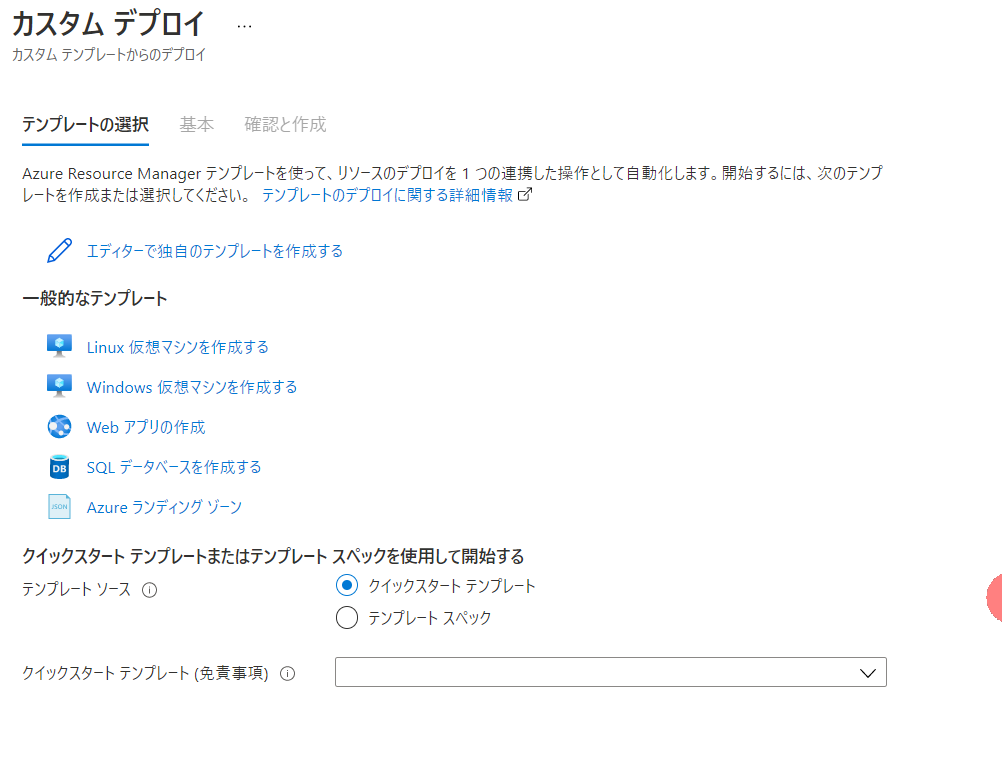 カスタム デプロイ ...
カスタム テンプレートからのデプロイ
テンプレートの選択 基本 確認と作成
Azure Resource Manager テンプレートを使って、リソースのデプロイを 1 つの連携した操作として自動化します。開始するには、次のテンプ
レートを作成または選択してください。 テンプレートのデプロイに関する詳細情報
エディターで独自のテンプレートを作成する
一般的なテンプレート
Linux 仮想マシンを作成する
Windows 仮想マシンを作成する
Web アプリの作成
DB SQL データベースを作成する
JSON Azure ランディング ゾーン
クイックスタート テンプレートまたはテンプレート スペックを使用して開始する
テンプレート ソース クイックスタート テンプレート
テンプレート スペック
クイックスタート テンプレート (免責事項)